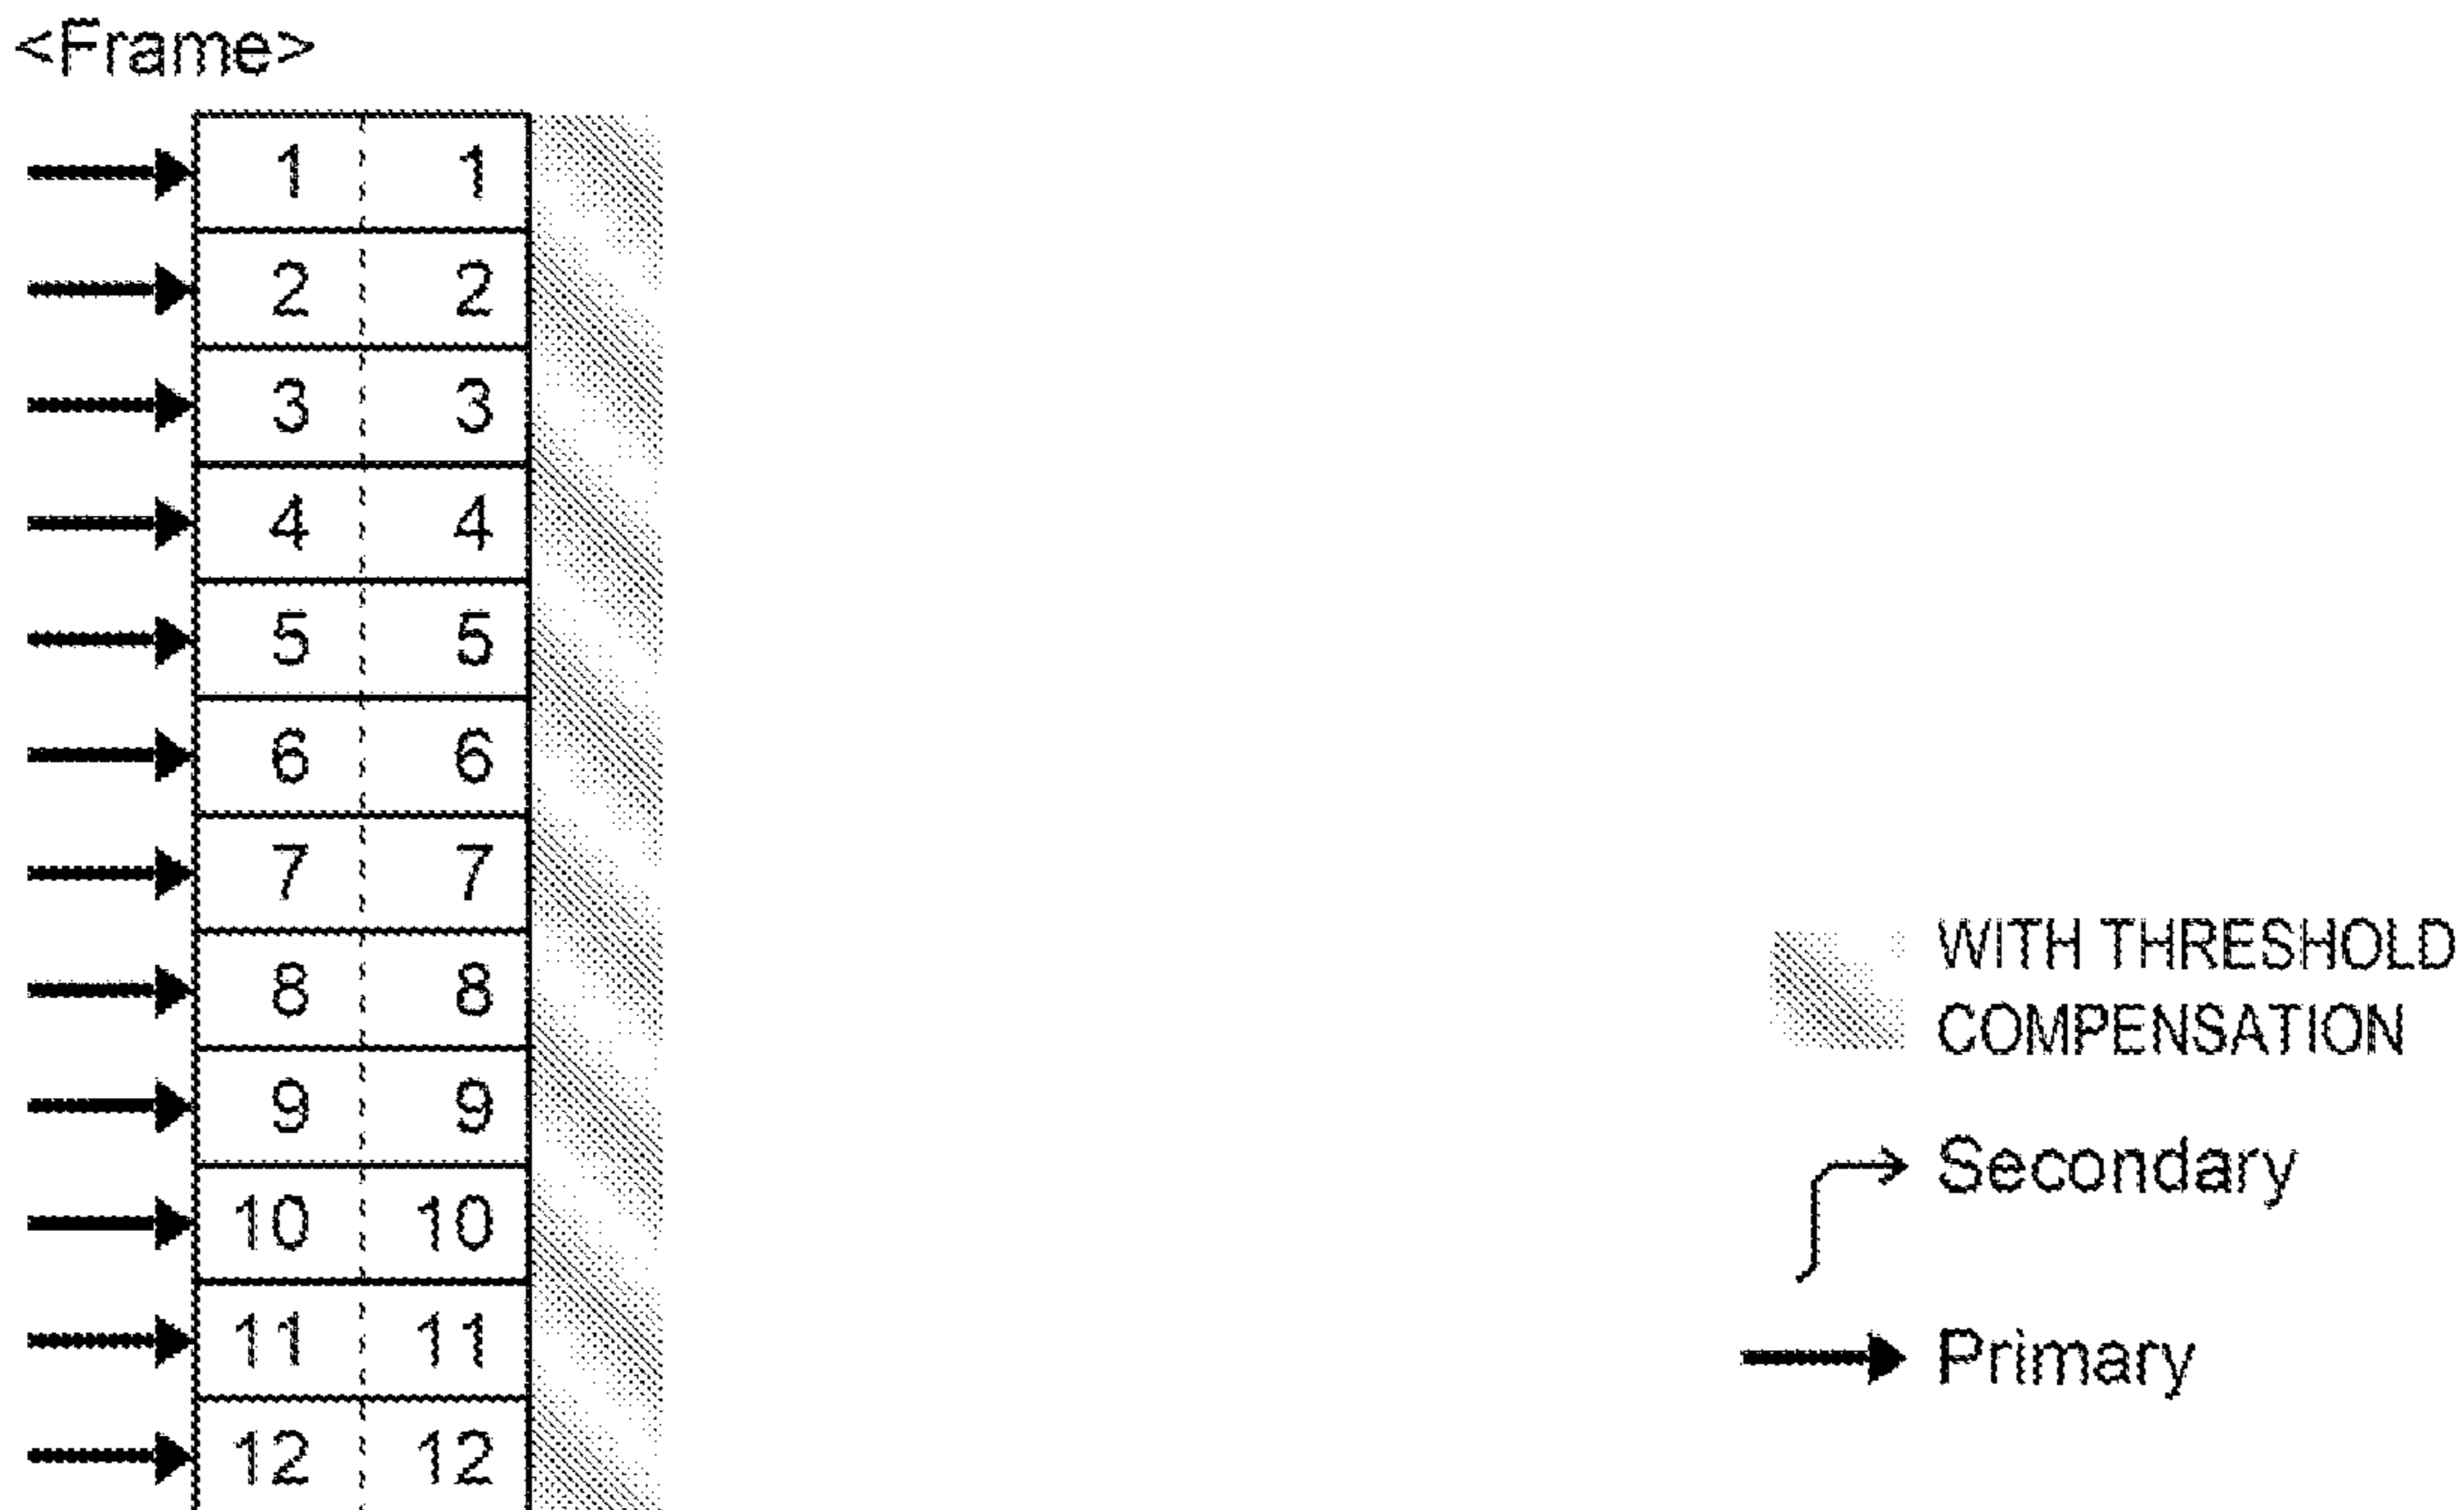 <Frame>
1 1
2 2
3 3
4 4
5 5
6 6
7 7
8 8
9 9
10 10
11 11
12 12
WITH THRESHOLD
COMPENSATION
Secondary
Primary